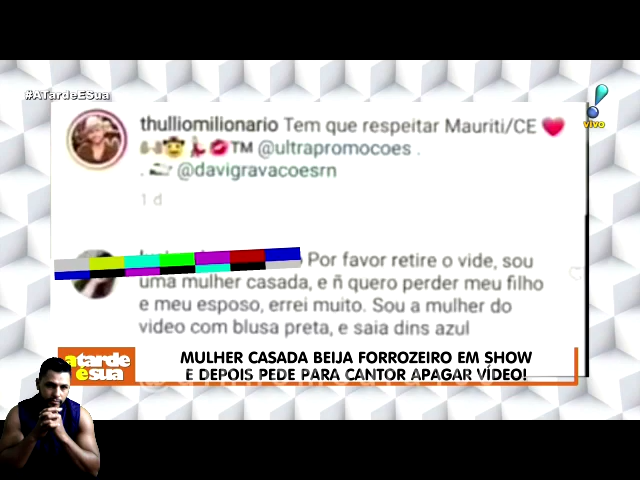 #ATardeÉSua
vivo
thulliomilionario Tem que respeitar Mauriti/CE ❤️
🤠💃💋™ @ultrapromocoes .
. @davigravacoesrn
1 d
Por favor retire o vide, sou
uma mulher casada, e ñ quero perder meu filho
e meu esposo, errei muito. Sou a mulher do
video com blusa preta, e saia dins azul
a tarde
é sua
MULHER CASADA BEIJA FORROZEIRO EM SHOW
E DEPOIS PEDE PARA CANTOR APAGAR VÍDEO!